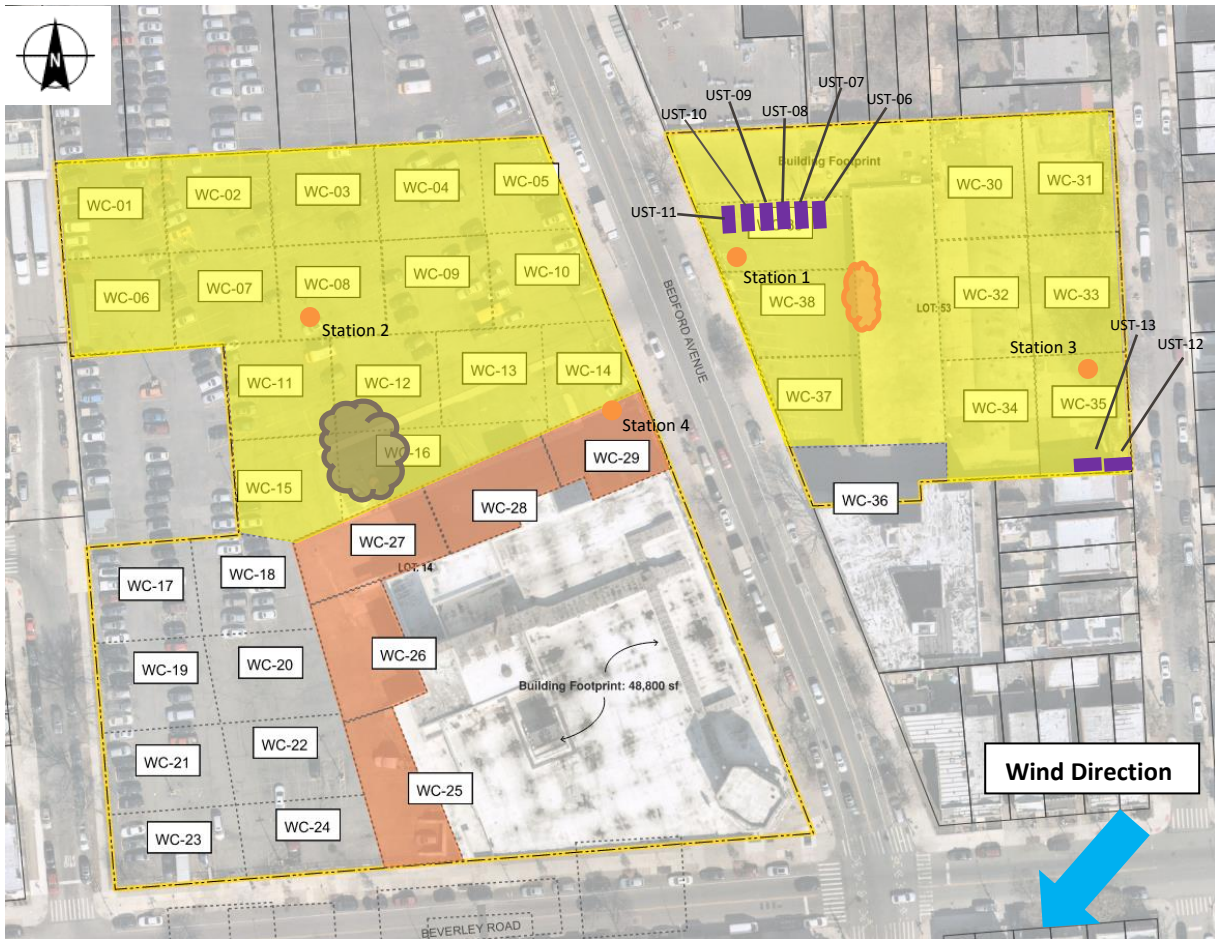 N
UST-07
UST-09
UST-08
UST-06
UST-10
Building Footprint
WC-01
WC-02
WC-03
WC-04
WC-05
WC-30
WC-31
UST-11
WC-06
WC-07
WC-08
WC-09
WC-10
Station 1
Station 2
BEDFORD AVENUE
WC-38
LOT: 53
WC-32
WC-33
UST-13
UST-12
Station 3
WC-11
WC-12
WC-13
WC-14
WC-37
WC-34
WC-35
Station 4
WC-15
WC-16
WC-29
WC-28
WC-36
WC-27
LOT: 14
WC-17
WC-18
WC-19
WC-20
WC-26
Building Footprint: 48,800 sf
WC-21
WC-22
WC-25
WC-23
WC-24
Wind Direction
BEVERLEY ROAD